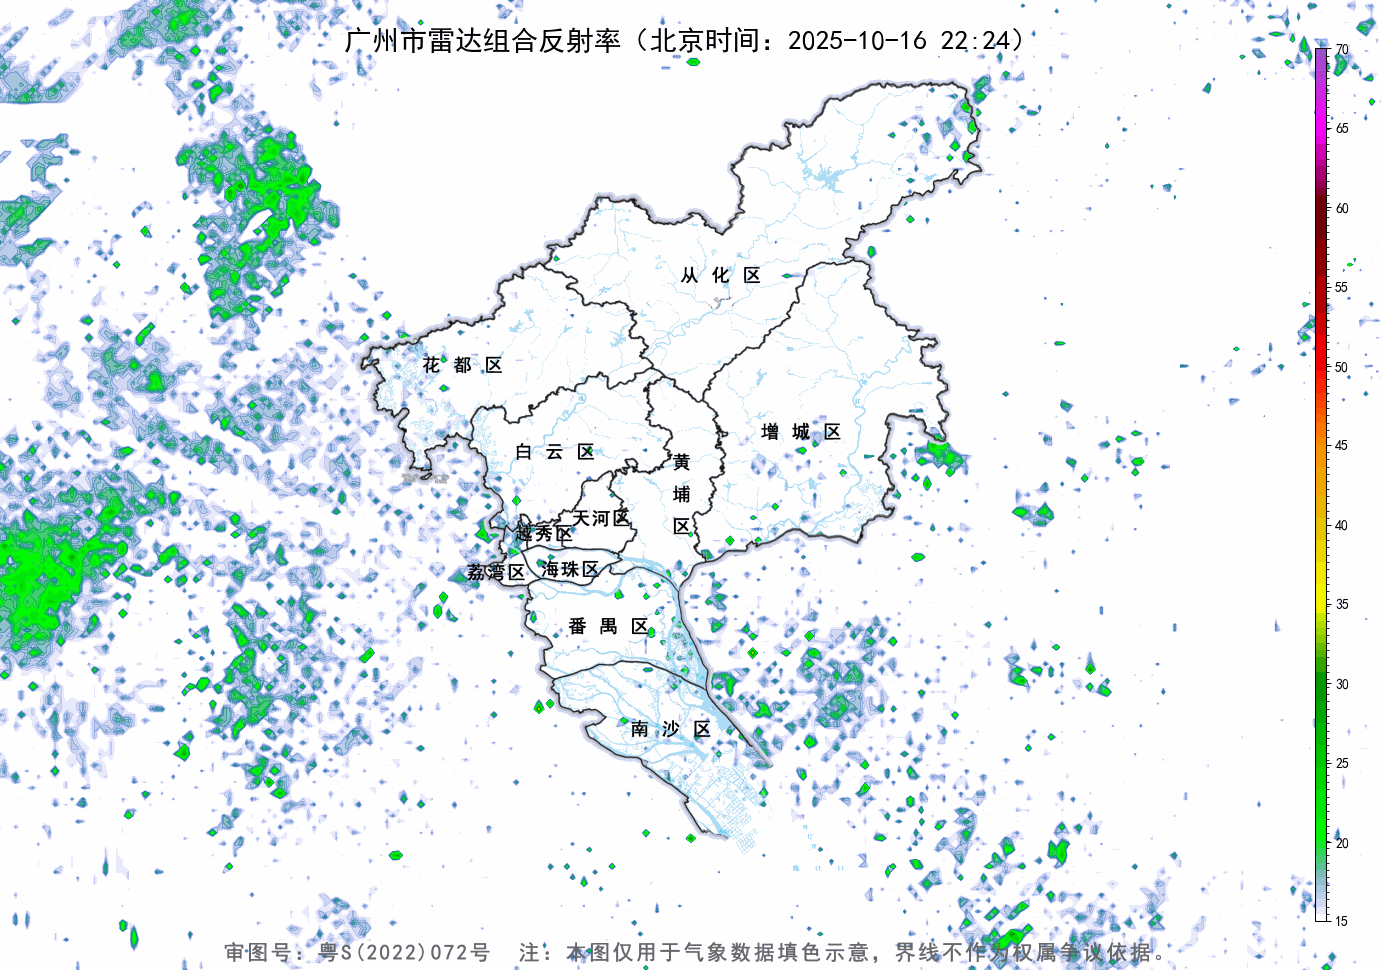 广州市雷达组合反射率（北京时间：2025-10-16 22:24）
70
65
60
55
50
45
40
35
30
25
20
15
从 化 区
花 都 区
增 城 区
白 云 区
黄
埔
区
天河区
越秀区
荔湾区
海珠区
番 禺 区
南 沙 区
审图号：粤S(2022)072号 注：本图仅用于气象数据填色示意，界线不作为权属争议依据。